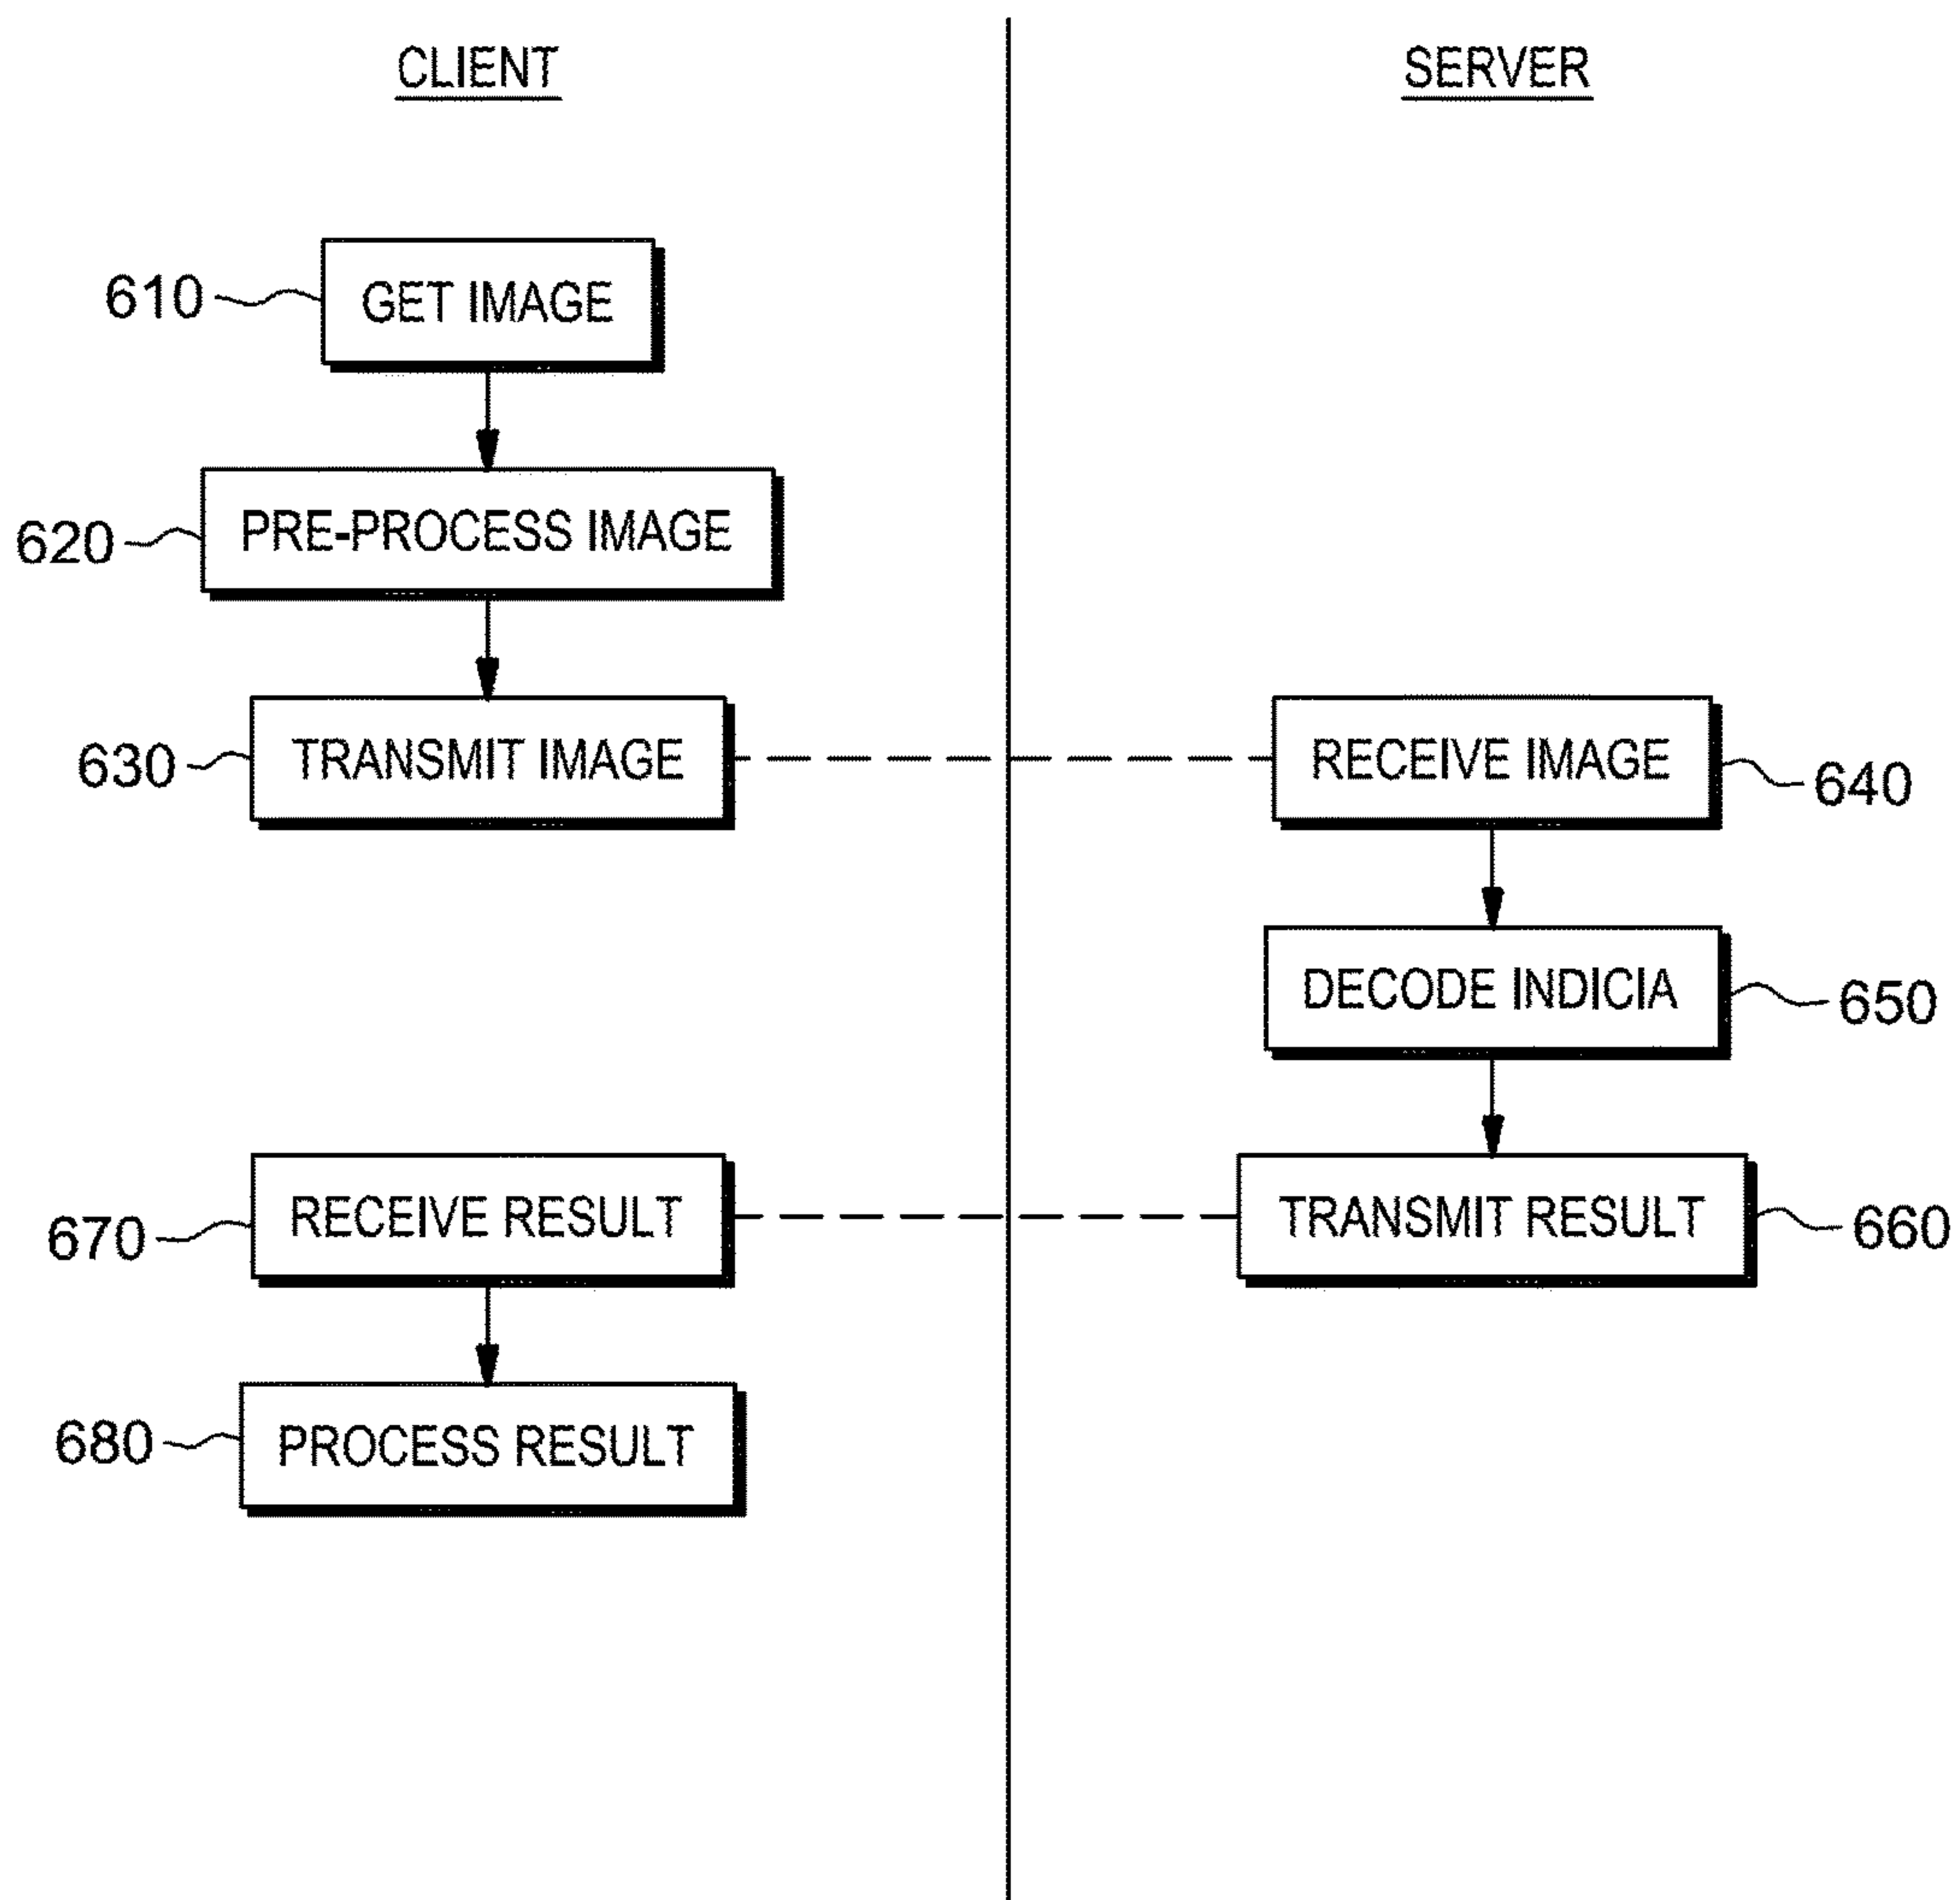 CLIENT
SERVER
610
GET IMAGE
620
PRE-PROCESS IMAGE
630
TRANSMIT IMAGE
RECEIVE IMAGE
640
DECODE INDICIA
650
670
RECEIVE RESULT
TRANSMIT RESULT
660
680
PROCESS RESULT